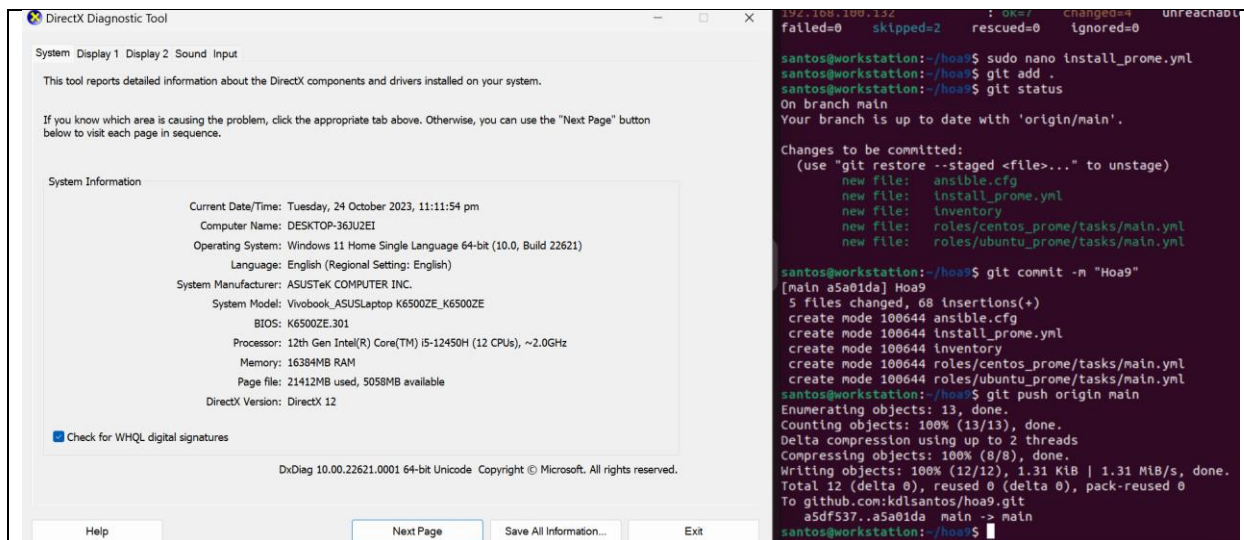 DirectX Diagnostic Tool
System Display 1 Display 2 Sound Input
This tool reports detailed information about the DirectX components and drivers installed on your system.
If you know which area is causing the problem, click the appropriate tab above. Otherwise, you can use the "Next Page" button
below to visit each page in sequence.
System Information
Current Date/Time: Tuesday, 24 October 2023, 11:11:54 pm
Computer Name: DESKTOP-36JU2EI
Operating System: Windows 11 Home Single Language 64-bit (10.0, Build 22621)
Language: English (Regional Setting: English)
System Manufacturer: ASUSTeK COMPUTER INC.
System Model: Vivobook_ASUSLaptop K6500ZE_K6500ZE
BIOS: K6500ZE.301
Processor: 12th Gen Intel(R) Core(TM) i5-12450H (12 CPUs), ~2.0GHz
Memory: 16384MB RAM
Page file: 21412MB used, 5058MB available
DirectX Version: DirectX 12
Check for WHQL digital signatures
DxDiag 10.00.22621.0001 64-bit Unicode Copyright © Microsoft. All rights reserved.
Help Next Page Save All Information... Exit
192.168.100.132 : ok=7 changed=4 unreachabl
failed=0 skipped=2 rescued=0 ignored=0
santos@workstation:~/hoa9$ sudo nano install_prome.yml
santos@workstation:~/hoa9$ git add .
santos@workstation:~/hoa9$ git status
On branch main
Your branch is up to date with 'origin/main'.
Changes to be committed:
(use "git restore --staged <file>..." to unstage)
new file: ansible.cfg
new file: install_prome.yml
new file: inventory
new file: roles/centos_prome/tasks/main.yml
new file: roles/ubuntu_prome/tasks/main.yml
santos@workstation:~/hoa9$ git commit -m "Hoa9"
[main a5a01da] Hoa9
5 files changed, 68 insertions(+)
create mode 100644 ansible.cfg
create mode 100644 install_prome.yml
create mode 100644 inventory
create mode 100644 roles/centos_prome/tasks/main.yml
create mode 100644 roles/ubuntu_prome/tasks/main.yml
santos@workstation:~/hoa9$ git push origin main
Enumerating objects: 13, done.
Counting objects: 100% (13/13), done.
Delta compression using up to 2 threads
Compressing objects: 100% (8/8), done.
Writing objects: 100% (12/12), 1.31 KiB | 1.31 MiB/s, done.
Total 12 (delta 0), reused 0 (delta 0), pack-reused 0
To github.com:kdlsantos/hoa9.git
a5df537..a5a01da main -> main
santos@workstation:~/hoa9$